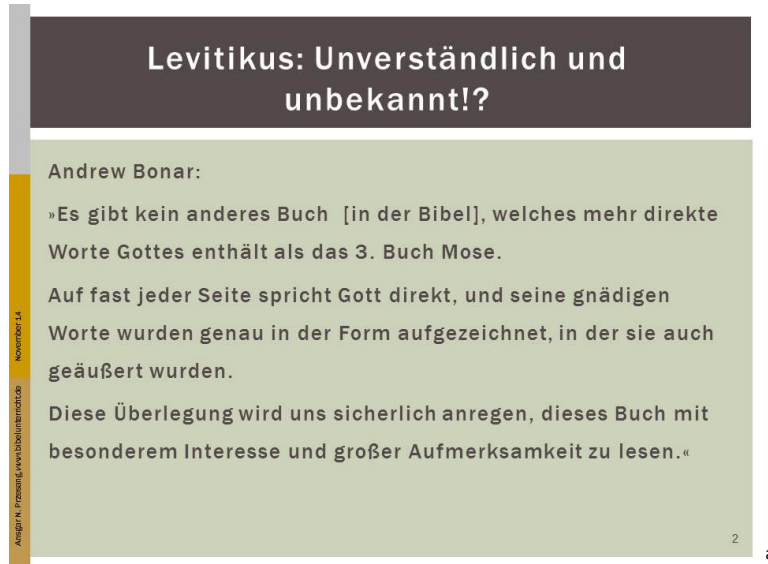 Levitikus: Unverständlich und
unbekannt!?
Andrew Bonar:
»Es gibt kein anderes Buch [in der Bibel], welches mehr direkte
Worte Gottes enthält als das 3. Buch Mose.
Auf fast jeder Seite spricht Gott direkt, und seine gnädigen
Worte wurden genau in der Form aufgezeichnet, in der sie auch
geäußert wurden.
Diese Überlegung wird uns sicherlich anregen, dieses Buch mit
besonderem Interesse und großer Aufmerksamkeit zu lesen.«
November 14
Ansgar N. Przesang, www.bibelunterricht.de
2
a